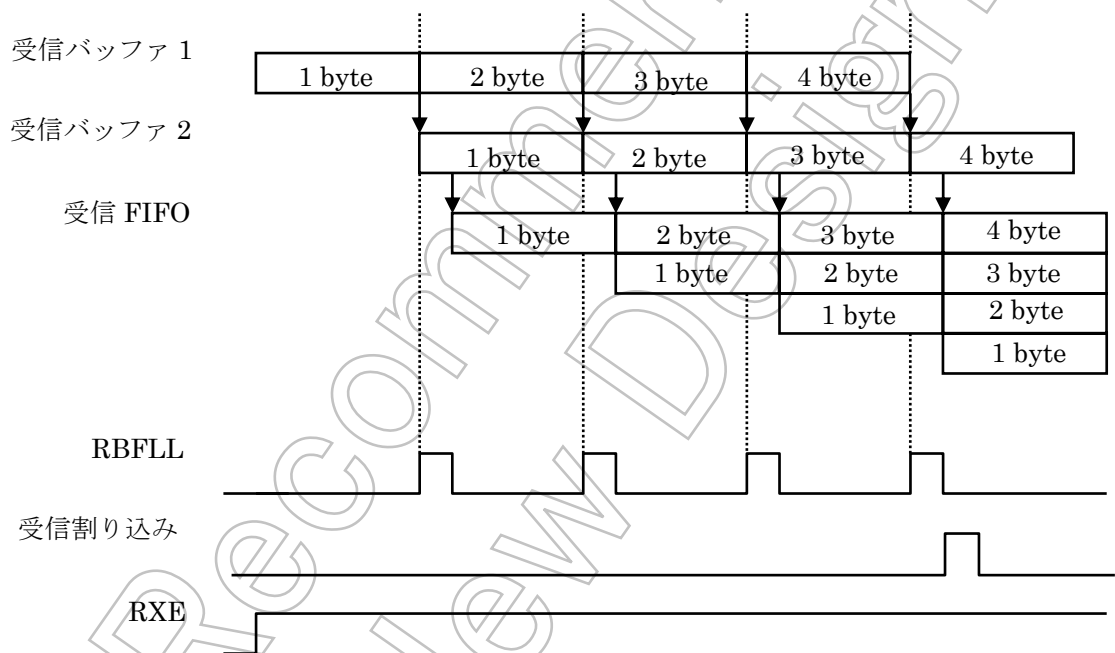 受信バッファ 1
1 byte 2 byte 3 byte 4 byte
受信バッファ 2
1 byte 2 byte 3 byte 4 byte
受信 FIFO
1 byte 2 byte 3 byte 4 byte
1 byte 2 byte 3 byte
1 byte 2 byte
1 byte
RBFLL
受信割り込み
RXE